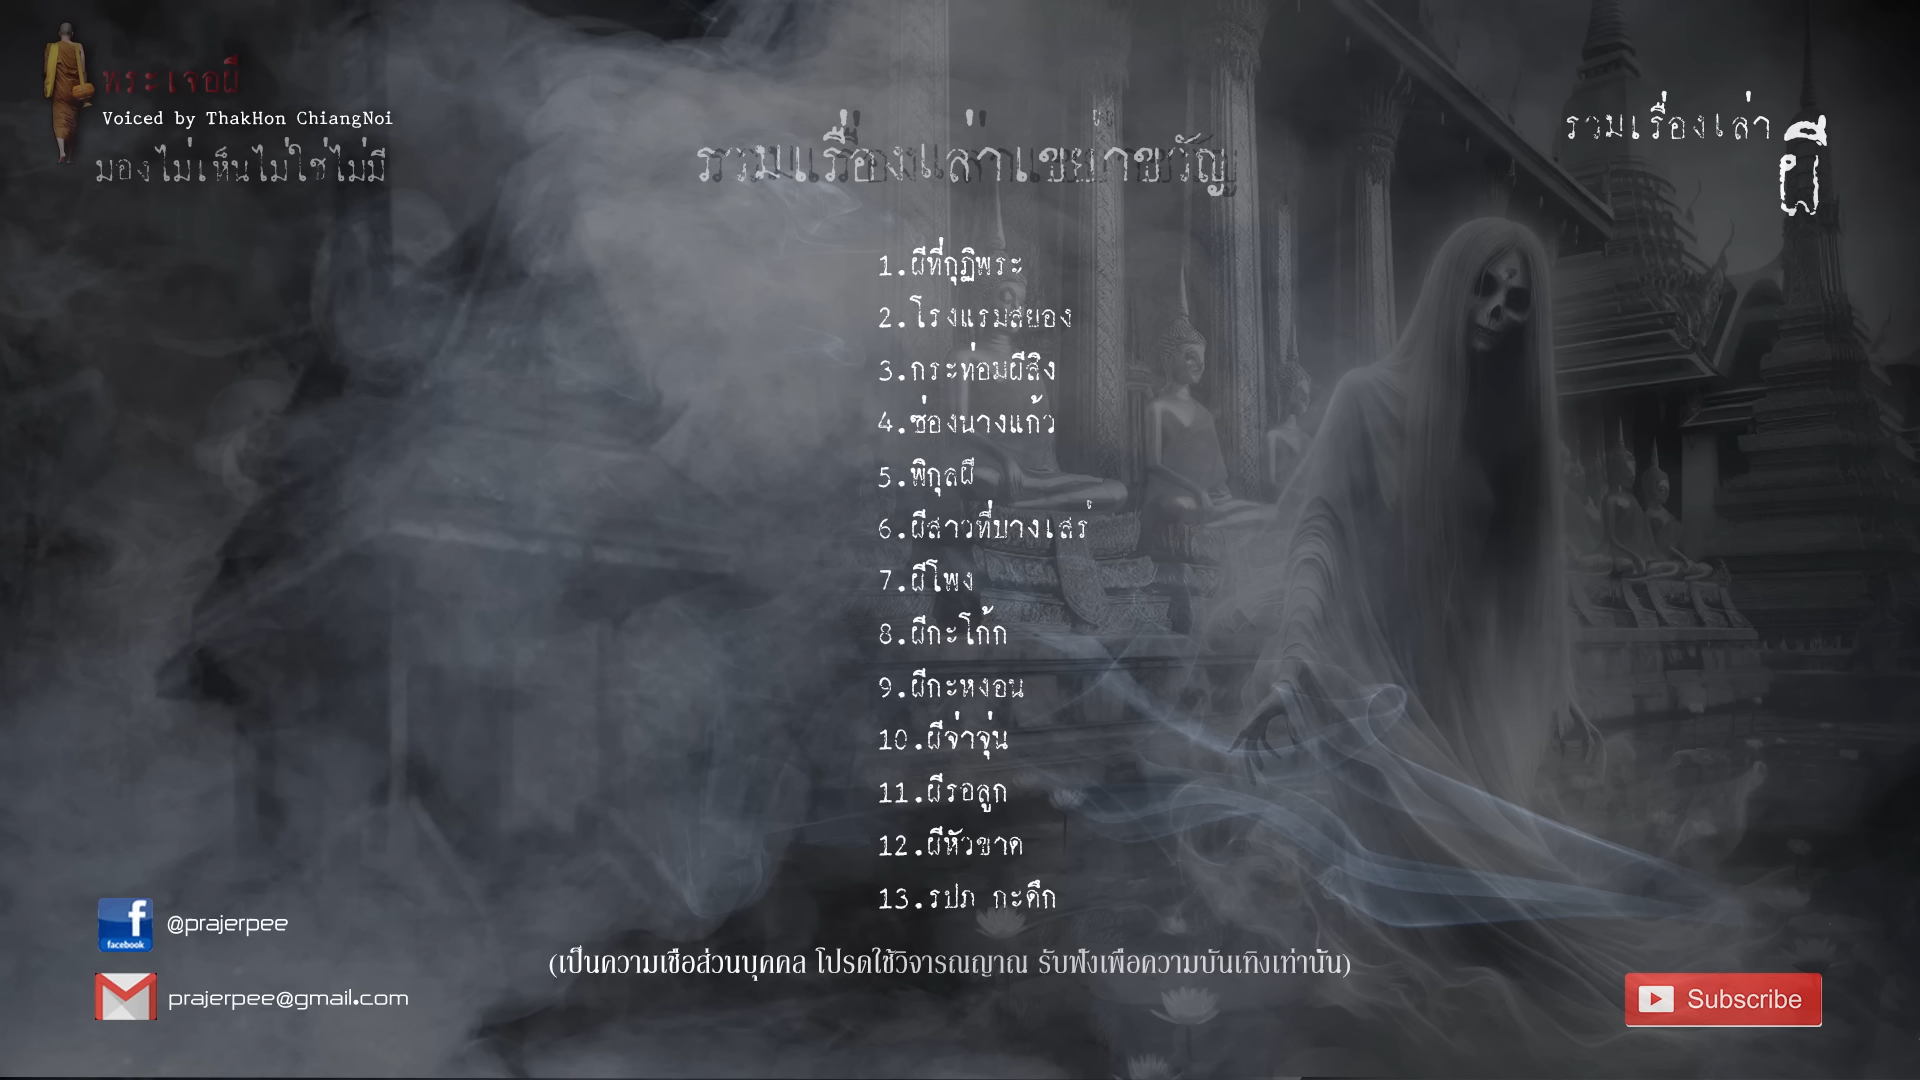 พระเจอผี
Voiced by ThakHon ChiangNoi
มองไม่เห็นไม่ใช่ไม่มี
รวมเรื่องเล่าเขย่าขวัญ
รวมเรื่องเล่า
ผี
1.ผีที่กุฏิพระ
2.โรงแรมสยอง
3.กระท่อมผีสิง
4.ซ่องนางแก้ว
5.พิกุลผี
6.ผีสาวที่บางเสร่
7.ผีโพง
8.ผีกะโก้ก
9.ผีกะหงอน
10.ผีจ่าจุ่น
11.ผีรอลูก
12.ผีหัวขาด
13.รปภ กะดึก
(เป็นความเชื่อส่วนบุคคล โปรดใช้วิจารณญาณ รับฟังเพื่อความบันเทิงเท่านั้น)
facebook
@prajerpee
prajerpee@gmail.com
Subscribe